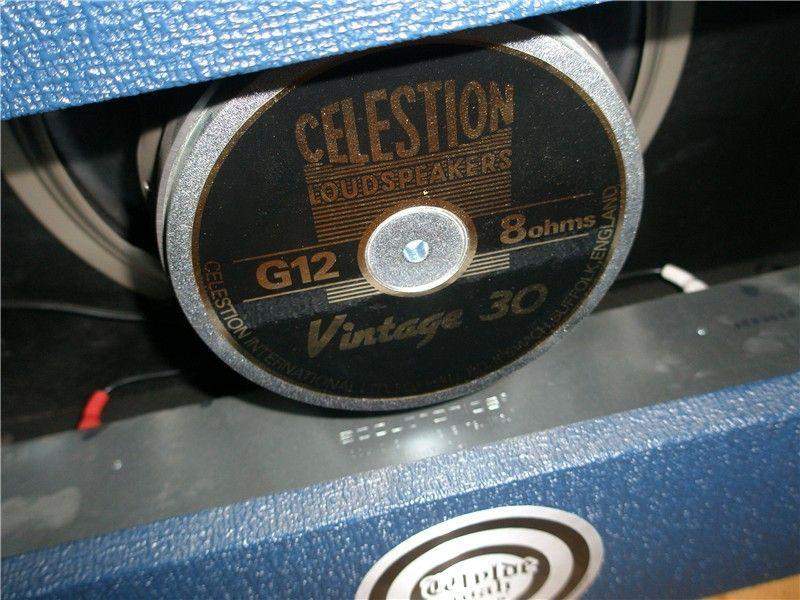 CELESTION
LOUDSPEAKERS
G12
8ohms
Vintage 30
CELESTION INTERNATIONAL
SUFFOLK ENGLAND